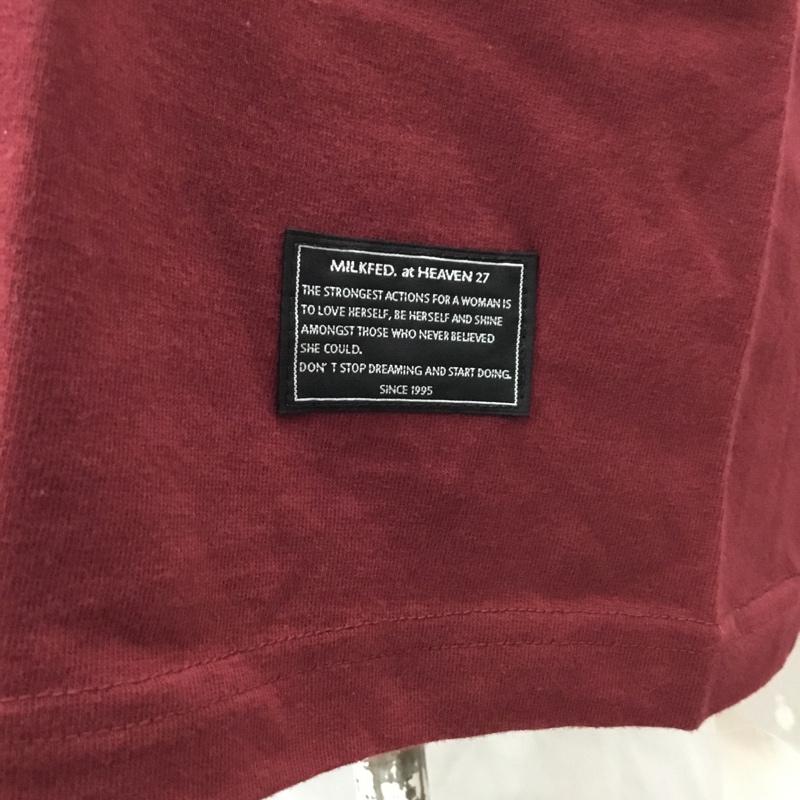 MILKFED. at HEAVEN 27
THE STRONGEST ACTIONS FOR A WOMAN IS
TO LOVE HERSELF, BE HERSELF AND SHINE
AMONGST THOSE WHO NEVER BELIEVED
SHE COULD.
DON' T STOP DREAMING AND START DOING.
SINCE 1995